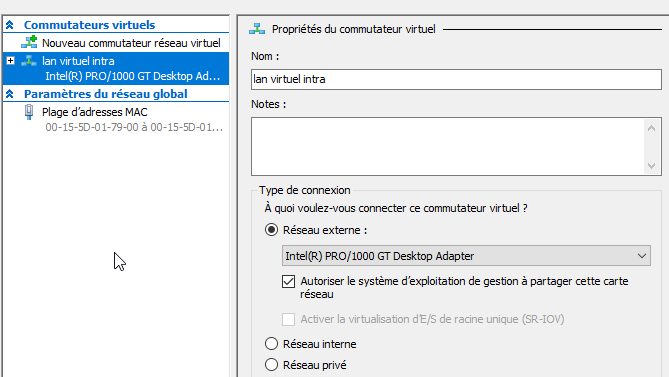 Commutateurs virtuels
Nouveau commutateur réseau virtuel
lan virtuel intra
Intel(R) PRO/1000 GT Desktop Ad...
Paramètres du réseau global
Plage d'adresses MAC
00-15-5D-01-79-00 à 00-15-5D-01...
Propriétés du commutateur virtuel
Nom :
lan virtuel intra
Notes :
Type de connexion
À quoi voulez-vous connecter ce commutateur virtuel ?
Réseau externe :
Intel(R) PRO/1000 GT Desktop Adapter
Autoriser le système d'exploitation de gestion à partager cette carte
réseau
Activer la virtualisation d'E/S de racine unique (SR-IOV)
Réseau interne
Réseau privé